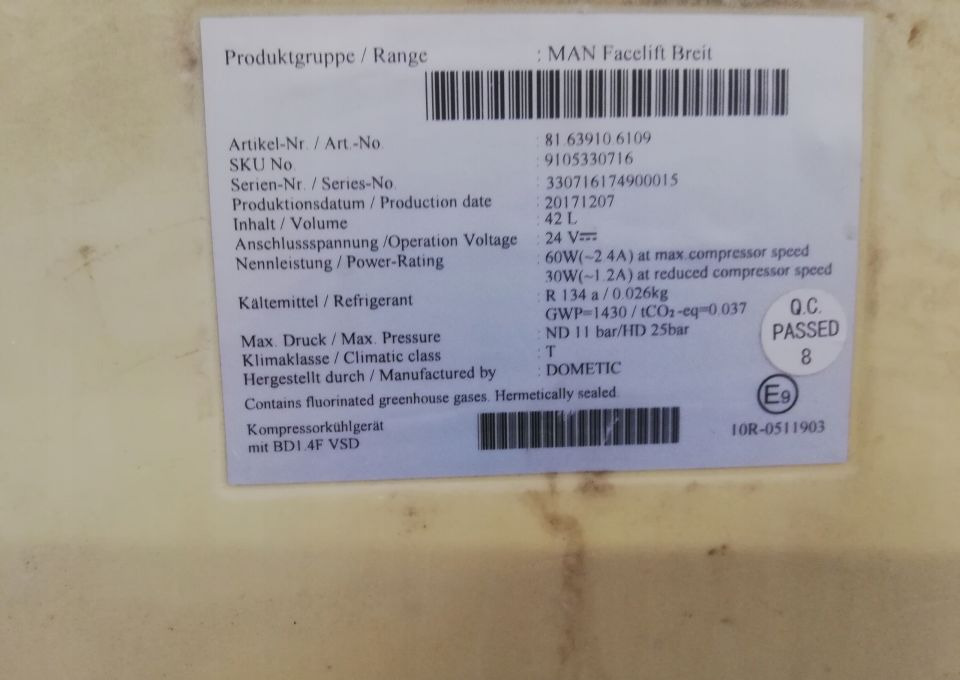 Produktgruppe / Range : MAN Facelift Breit
Artikel-Nr. / Art.-No. : 81.63910.6109
SKU No. : 9105330716
Serien-Nr. / Series-No. : 330716174900015
Produktionsdatum / Production date : 20171207
Inhalt / Volume : 42 L
Anschlussspannung /Operation Voltage : 24 V⎓
Nennleistung / Power-Rating : 60W(~2.4A) at max.compressor speed
30W(~1.2A) at reduced compressor speed
Kältemittel / Refrigerant : R 134 a / 0.026kg
GWP=1430 / tCO₂-eq=0.037
Max. Druck / Max. Pressure : ND 11 bar/HD 25bar
Klimaklasse / Climatic class : T
Hergestellt durch / Manufactured by : DOMETIC
Contains fluorinated greenhouse gases. Hermetically sealed.
Kompressorkühlgerät
mit BD1.4F VSD
Q.C.
PASSED
8
E9
10R-0511903